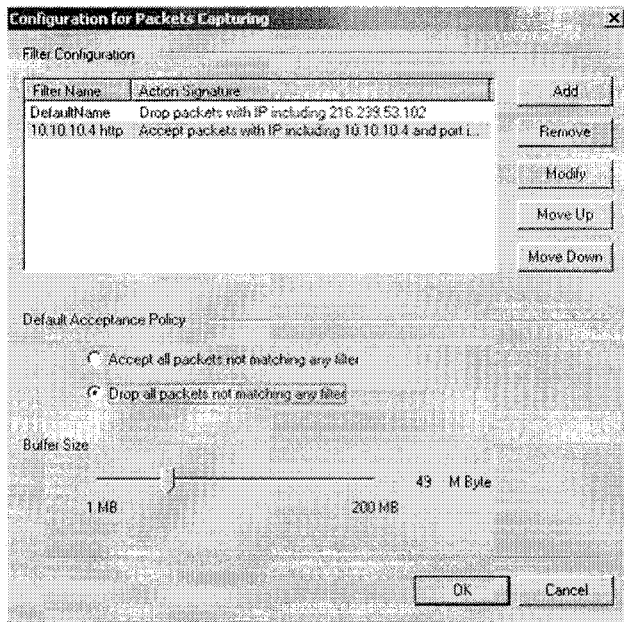 Configuration for Packets Capturing
Filter Configuration
Filter Name Action Signature
DefaultName Drop packets with IP including 216.239.53.102
10.10.10.4 http Accept packets with IP including 10.10.10.4 and port i...
Add
Remove
Modify
Move Up
Move Down
Default Acceptance Policy
Accept all packets not matching any filter
Drop all packets not matching any filter
Buffer Size
49 M Byte
1 MB 200 MB
OK Cancel